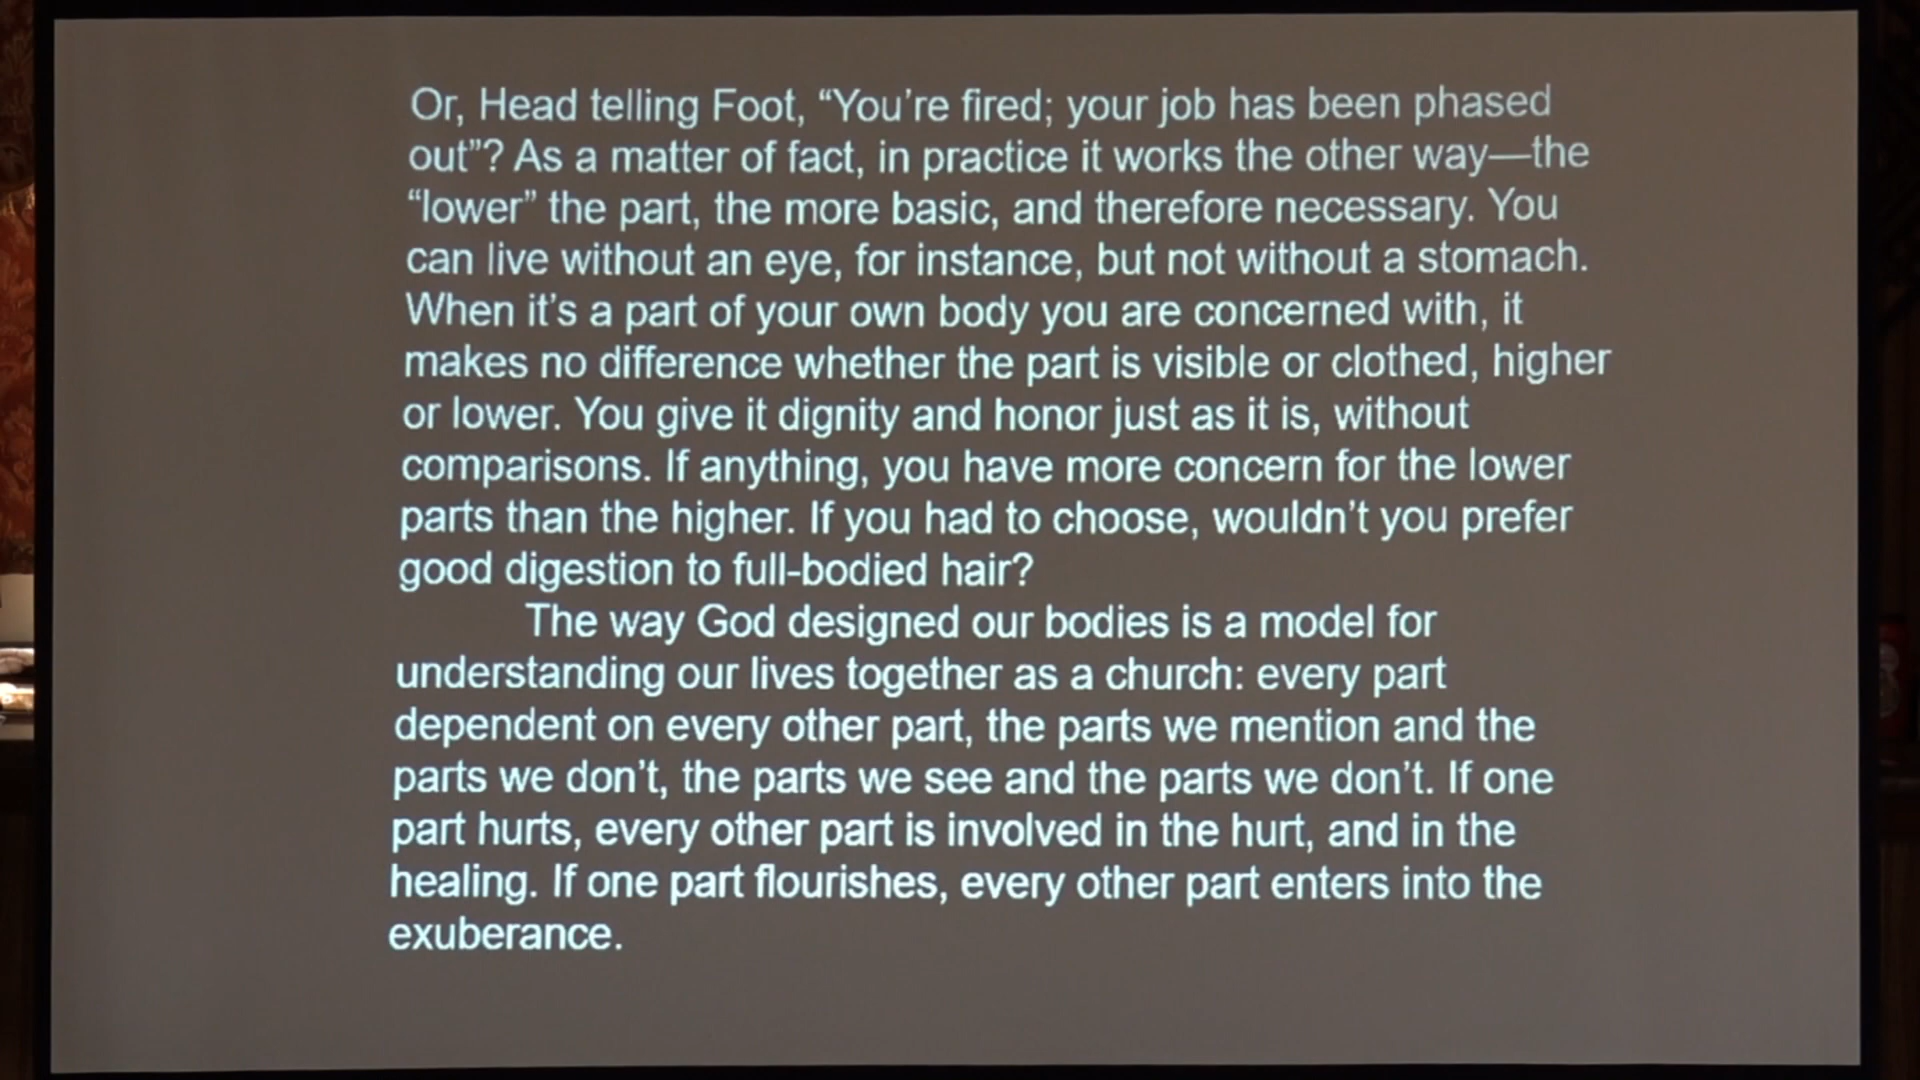 Or, Head telling Foot, “You’re fired; your job has been phased
out”? As a matter of fact, in practice it works the other way—the
“lower” the part, the more basic, and therefore necessary. You
can live without an eye, for instance, but not without a stomach.
When it’s a part of your own body you are concerned with, it
makes no difference whether the part is visible or clothed, higher
or lower. You give it dignity and honor just as it is, without
comparisons. If anything, you have more concern for the lower
parts than the higher. If you had to choose, wouldn’t you prefer
good digestion to full-bodied hair?
The way God designed our bodies is a model for
understanding our lives together as a church: every part
dependent on every other part, the parts we mention and the
parts we don’t, the parts we see and the parts we don’t. If one
part hurts, every other part is involved in the hurt, and in the
healing. If one part flourishes, every other part enters into the
exuberance.